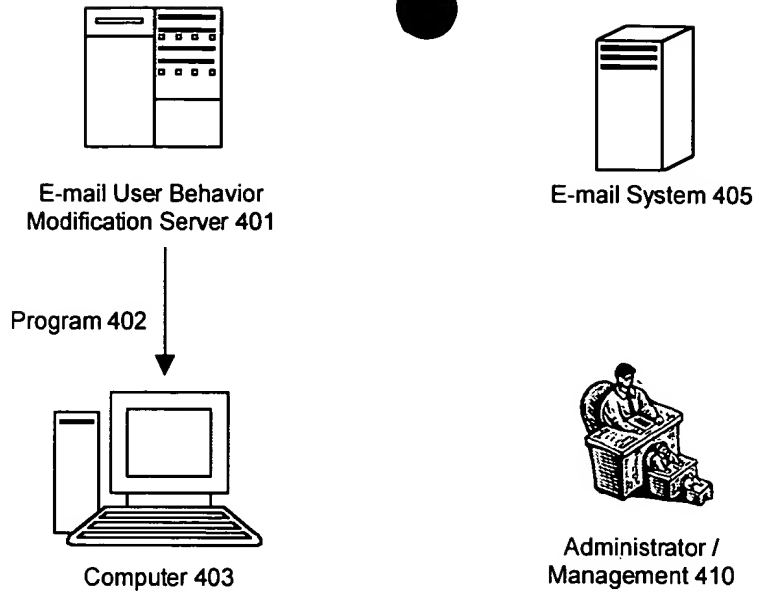 E-mail User Behavior
Modification Server 401
E-mail System 405
Program 402
Computer 403
Administrator /
Management 410